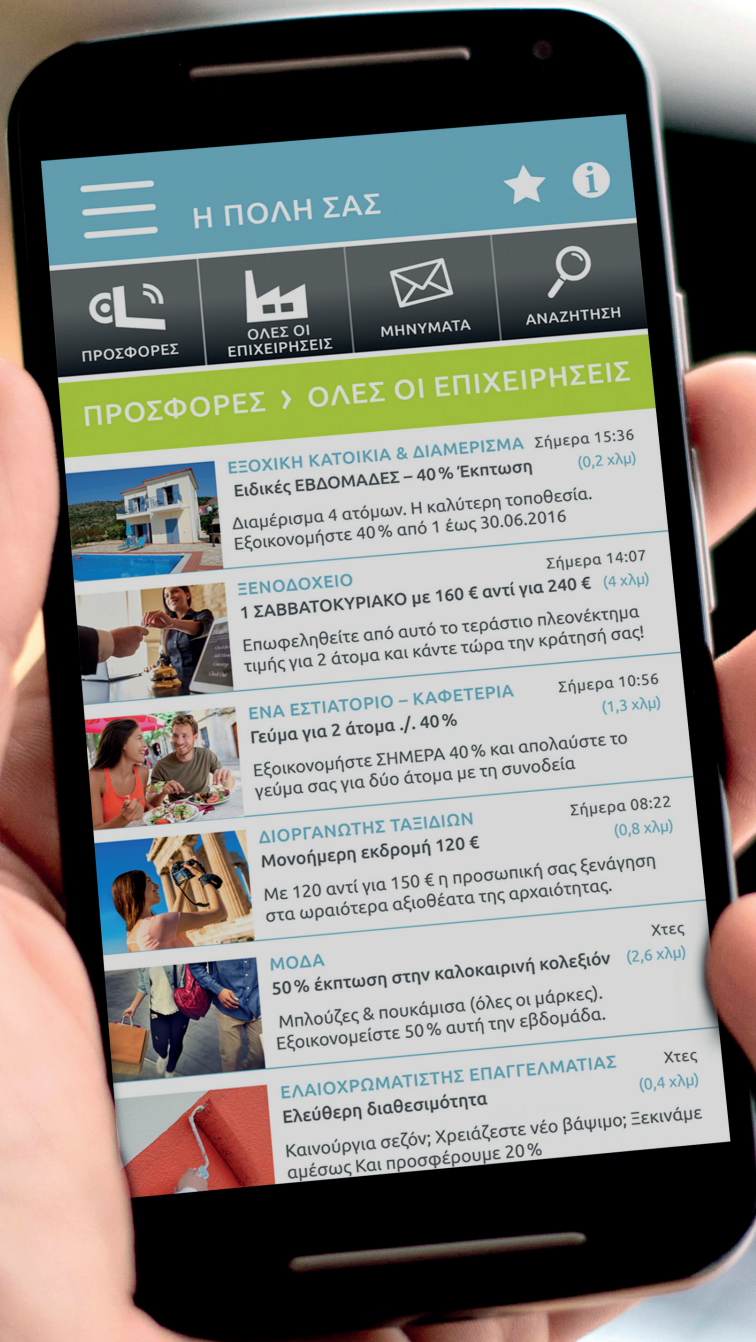 Η ΠΟΛΗ ΣΑΣ
ΠΡΟΣΦΟΡΕΣ
ΟΛΕΣ ΟΙ
ΕΠΙΧΕΙΡΗΣΕΙΣ
ΜΗΝΥΜΑΤΑ
ΑΝΑΖΗΤΗΣΗ
ΠΡΟΣΦΟΡΕΣ › ΟΛΕΣ ΟΙ ΕΠΙΧΕΙΡΗΣΕΙΣ
ΕΞΟΧΙΚΗ ΚΑΤΟΙΚΙΑ & ΔΙΑΜΕΡΙΣΜΑ Σήμερα 15:36
Ειδικές ΕΒΔΟΜΑΔΕΣ – 40 % Έκπτωση (0,2 χλμ)
Διαμέρισμα 4 ατόμων. Η καλύτερη τοποθεσία.
Εξοικονομήστε 40 % από 1 έως 30.06.2016
ΞΕΝΟΔΟΧΕΙΟ Σήμερα 14:07
1 ΣΑΒΒΑΤΟΚΥΡΙΑΚΟ με 160 € αντί για 240 € (4 χλμ)
Επωφεληθείτε από αυτό το τεράστιο πλεονέκτημα
τιμής για 2 άτομα και κάντε τώρα την κράτησή σας!
ΕΝΑ ΕΣΤΙΑΤΟΡΙΟ – ΚΑΦΕΤΕΡΙΑ Σήμερα 10:56
Γεύμα για 2 άτομα ./. 40 % (1,3 χλμ)
Εξοικονομήστε ΣΗΜΕΡΑ 40 % και απολαύστε το
γεύμα σας για δύο άτομα με τη συνοδεία
ΔΙΟΡΓΑΝΩΤΗΣ ΤΑΞΙΔΙΩΝ Σήμερα 08:22
Μονοήμερη εκδρομή 120 € (0,8 χλμ)
Με 120 αντί για 150 € η προσωπική σας ξενάγηση
στα ωραιότερα αξιοθέατα της αρχαιότητας.
ΜΟΔΑ Χτες
50 % έκπτωση στην καλοκαιρινή κολεξιόν (2,6 χλμ)
Μπλούζες & πουκάμισα (όλες οι μάρκες).
Εξοικονομείστε 50 % αυτή την εβδομάδα.
ΕΛΑΙΟΧΡΩΜΑΤΙΣΤΗΣ ΕΠΑΓΓΕΛΜΑΤΙΑΣ Χτες
Ελεύθερη διαθεσιμότητα (0,4 χλμ)
Καινούργια σεζόν; Χρειάζεστε νέο βάψιμο; Ξεκινάμε
αμέσως Και προσφέρουμε 20 %